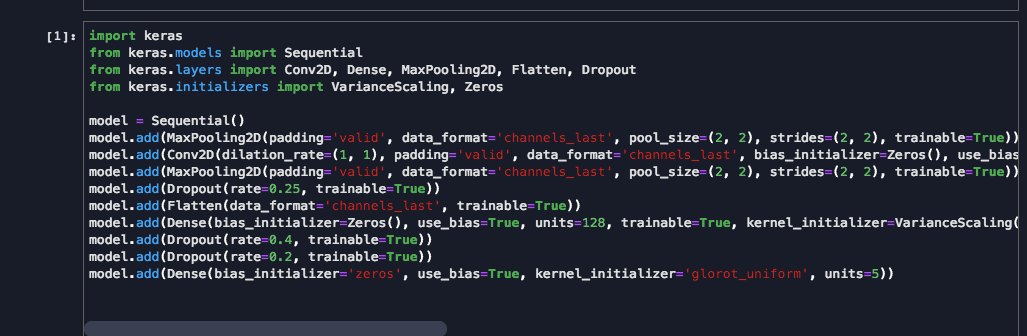 [1]: import keras
from keras.models import Sequential
from keras.layers import Conv2D, Dense, MaxPooling2D, Flatten, Dropout
from keras.initializers import VarianceScaling, Zeros
model = Sequential()
model.add(MaxPooling2D(padding='valid', data_format='channels_last', pool_size=(2, 2), strides=(2, 2), trainable=True))
model.add(Conv2D(dilation_rate=(1, 1), padding='valid', data_format='channels_last', bias_initializer=Zeros(), use_bias
model.add(MaxPooling2D(padding='valid', data_format='channels_last', pool_size=(2, 2), strides=(2, 2), trainable=True))
model.add(Dropout(rate=0.25, trainable=True))
model.add(Flatten(data_format='channels_last', trainable=True))
model.add(Dense(bias_initializer=Zeros(), use_bias=True, units=128, trainable=True, kernel_initializer=VarianceScaling(
model.add(Dropout(rate=0.4, trainable=True))
model.add(Dropout(rate=0.2, trainable=True))
model.add(Dense(bias_initializer='zeros', use_bias=True, kernel_initializer='glorot_uniform', units=5))